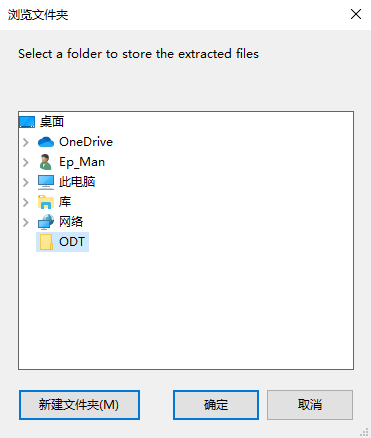 浏览文件夹
Select a folder to store the extracted files
桌面
OneDrive
Ep_Man
此电脑
库
网络
ODT
新建文件夹(M) 确定 取消